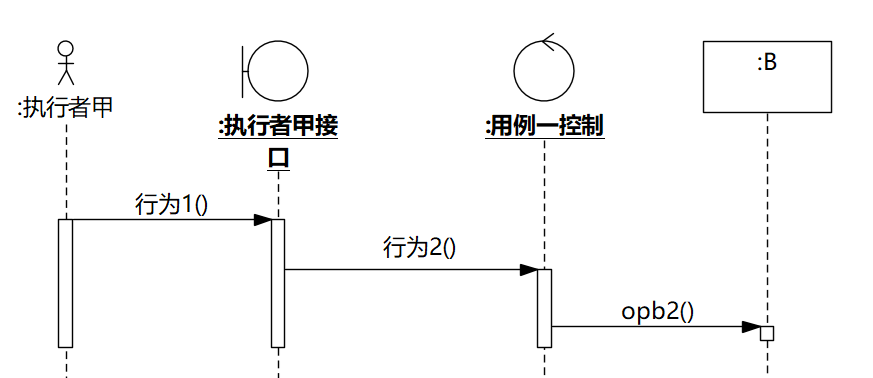 :执行者甲
:执行者甲接
口
:用例一控制
:B
行为1()
行为2()
opb2()